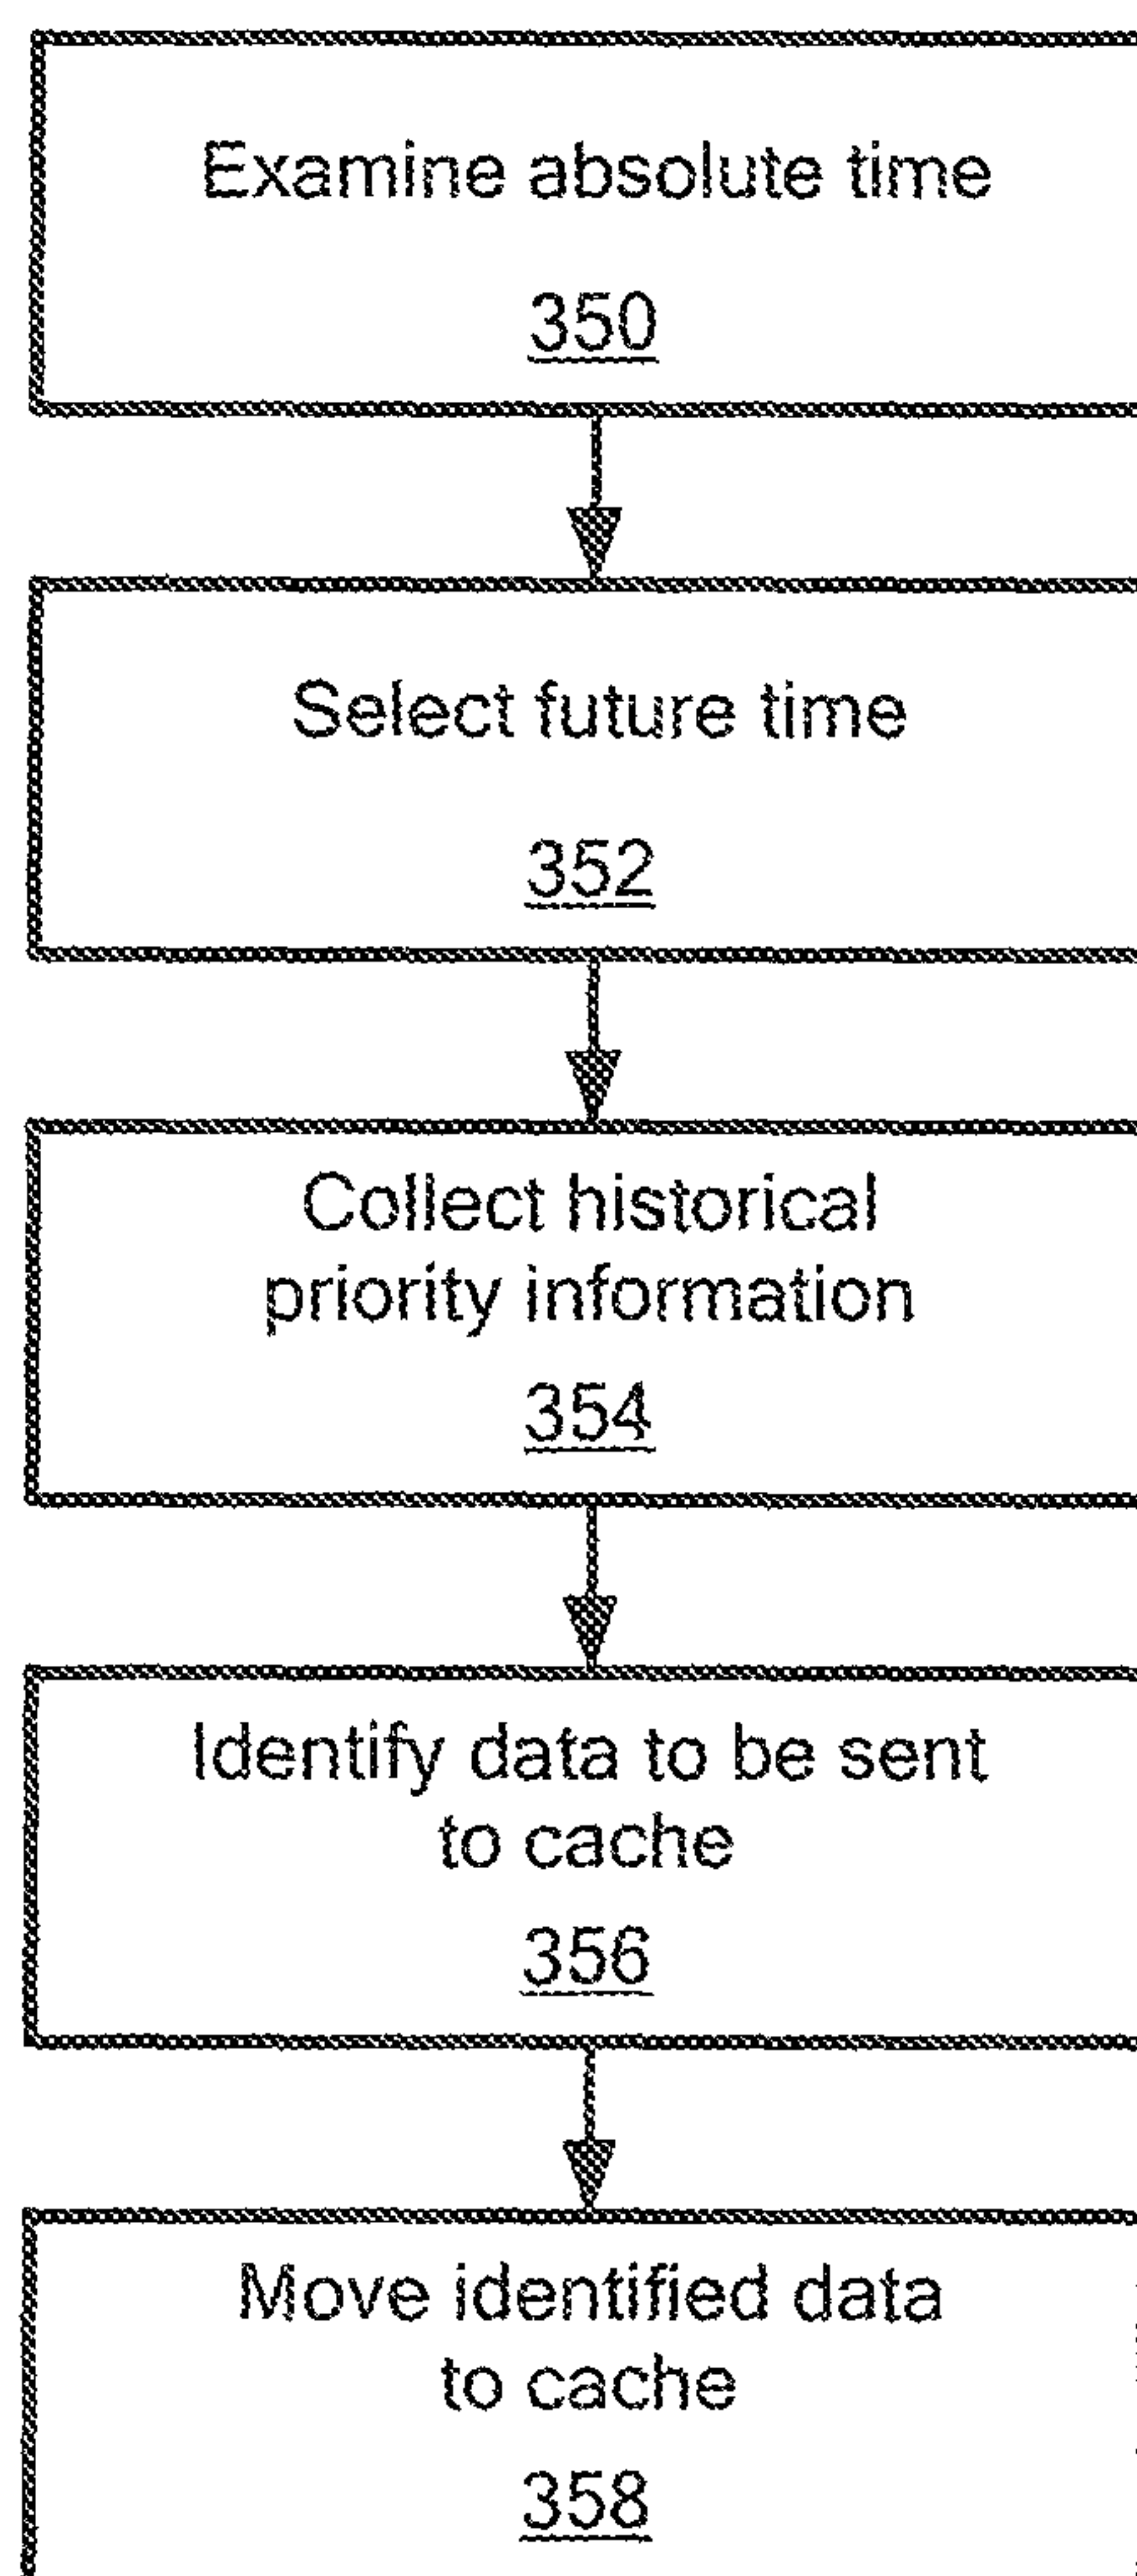 Examine absolute time
350
Select future time
352
Collect historical
priority information
354
Identify data to be sent
to cache
356
Move identified data
to cache
358